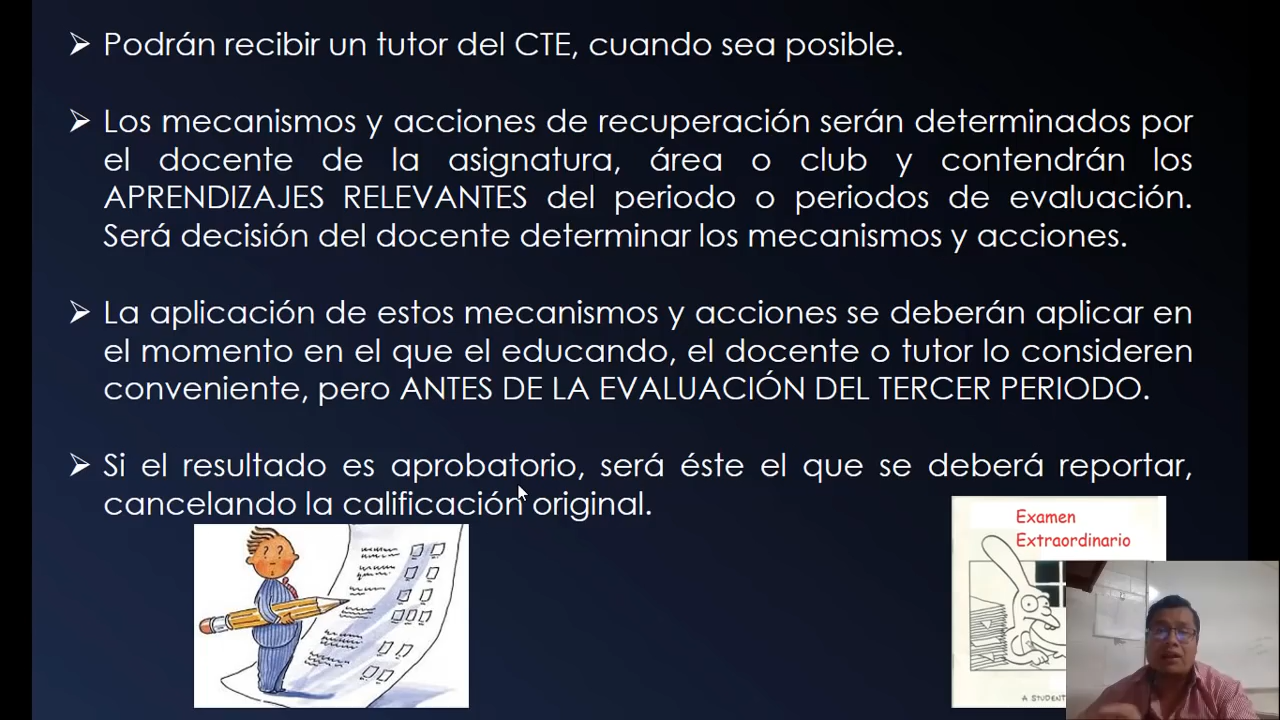 Podrán recibir un tutor del CTE, cuando sea posible.
Los mecanismos y acciones de recuperación serán determinados por
el docente de la asignatura, área o club y contendrán los
APRENDIZAJES RELEVANTES del periodo o periodos de evaluación.
Será decisión del docente determinar los mecanismos y acciones.
La aplicación de estos mecanismos y acciones se deberán aplicar en
el momento en el que el educando, el docente o tutor lo consideren
conveniente, pero ANTES DE LA EVALUACIÓN DEL TERCER PERIODO.
Si el resultado es aprobatorio, será éste el que se deberá reportar,
cancelando la calificación original.
Examen
Extraordinario
A STUDENT